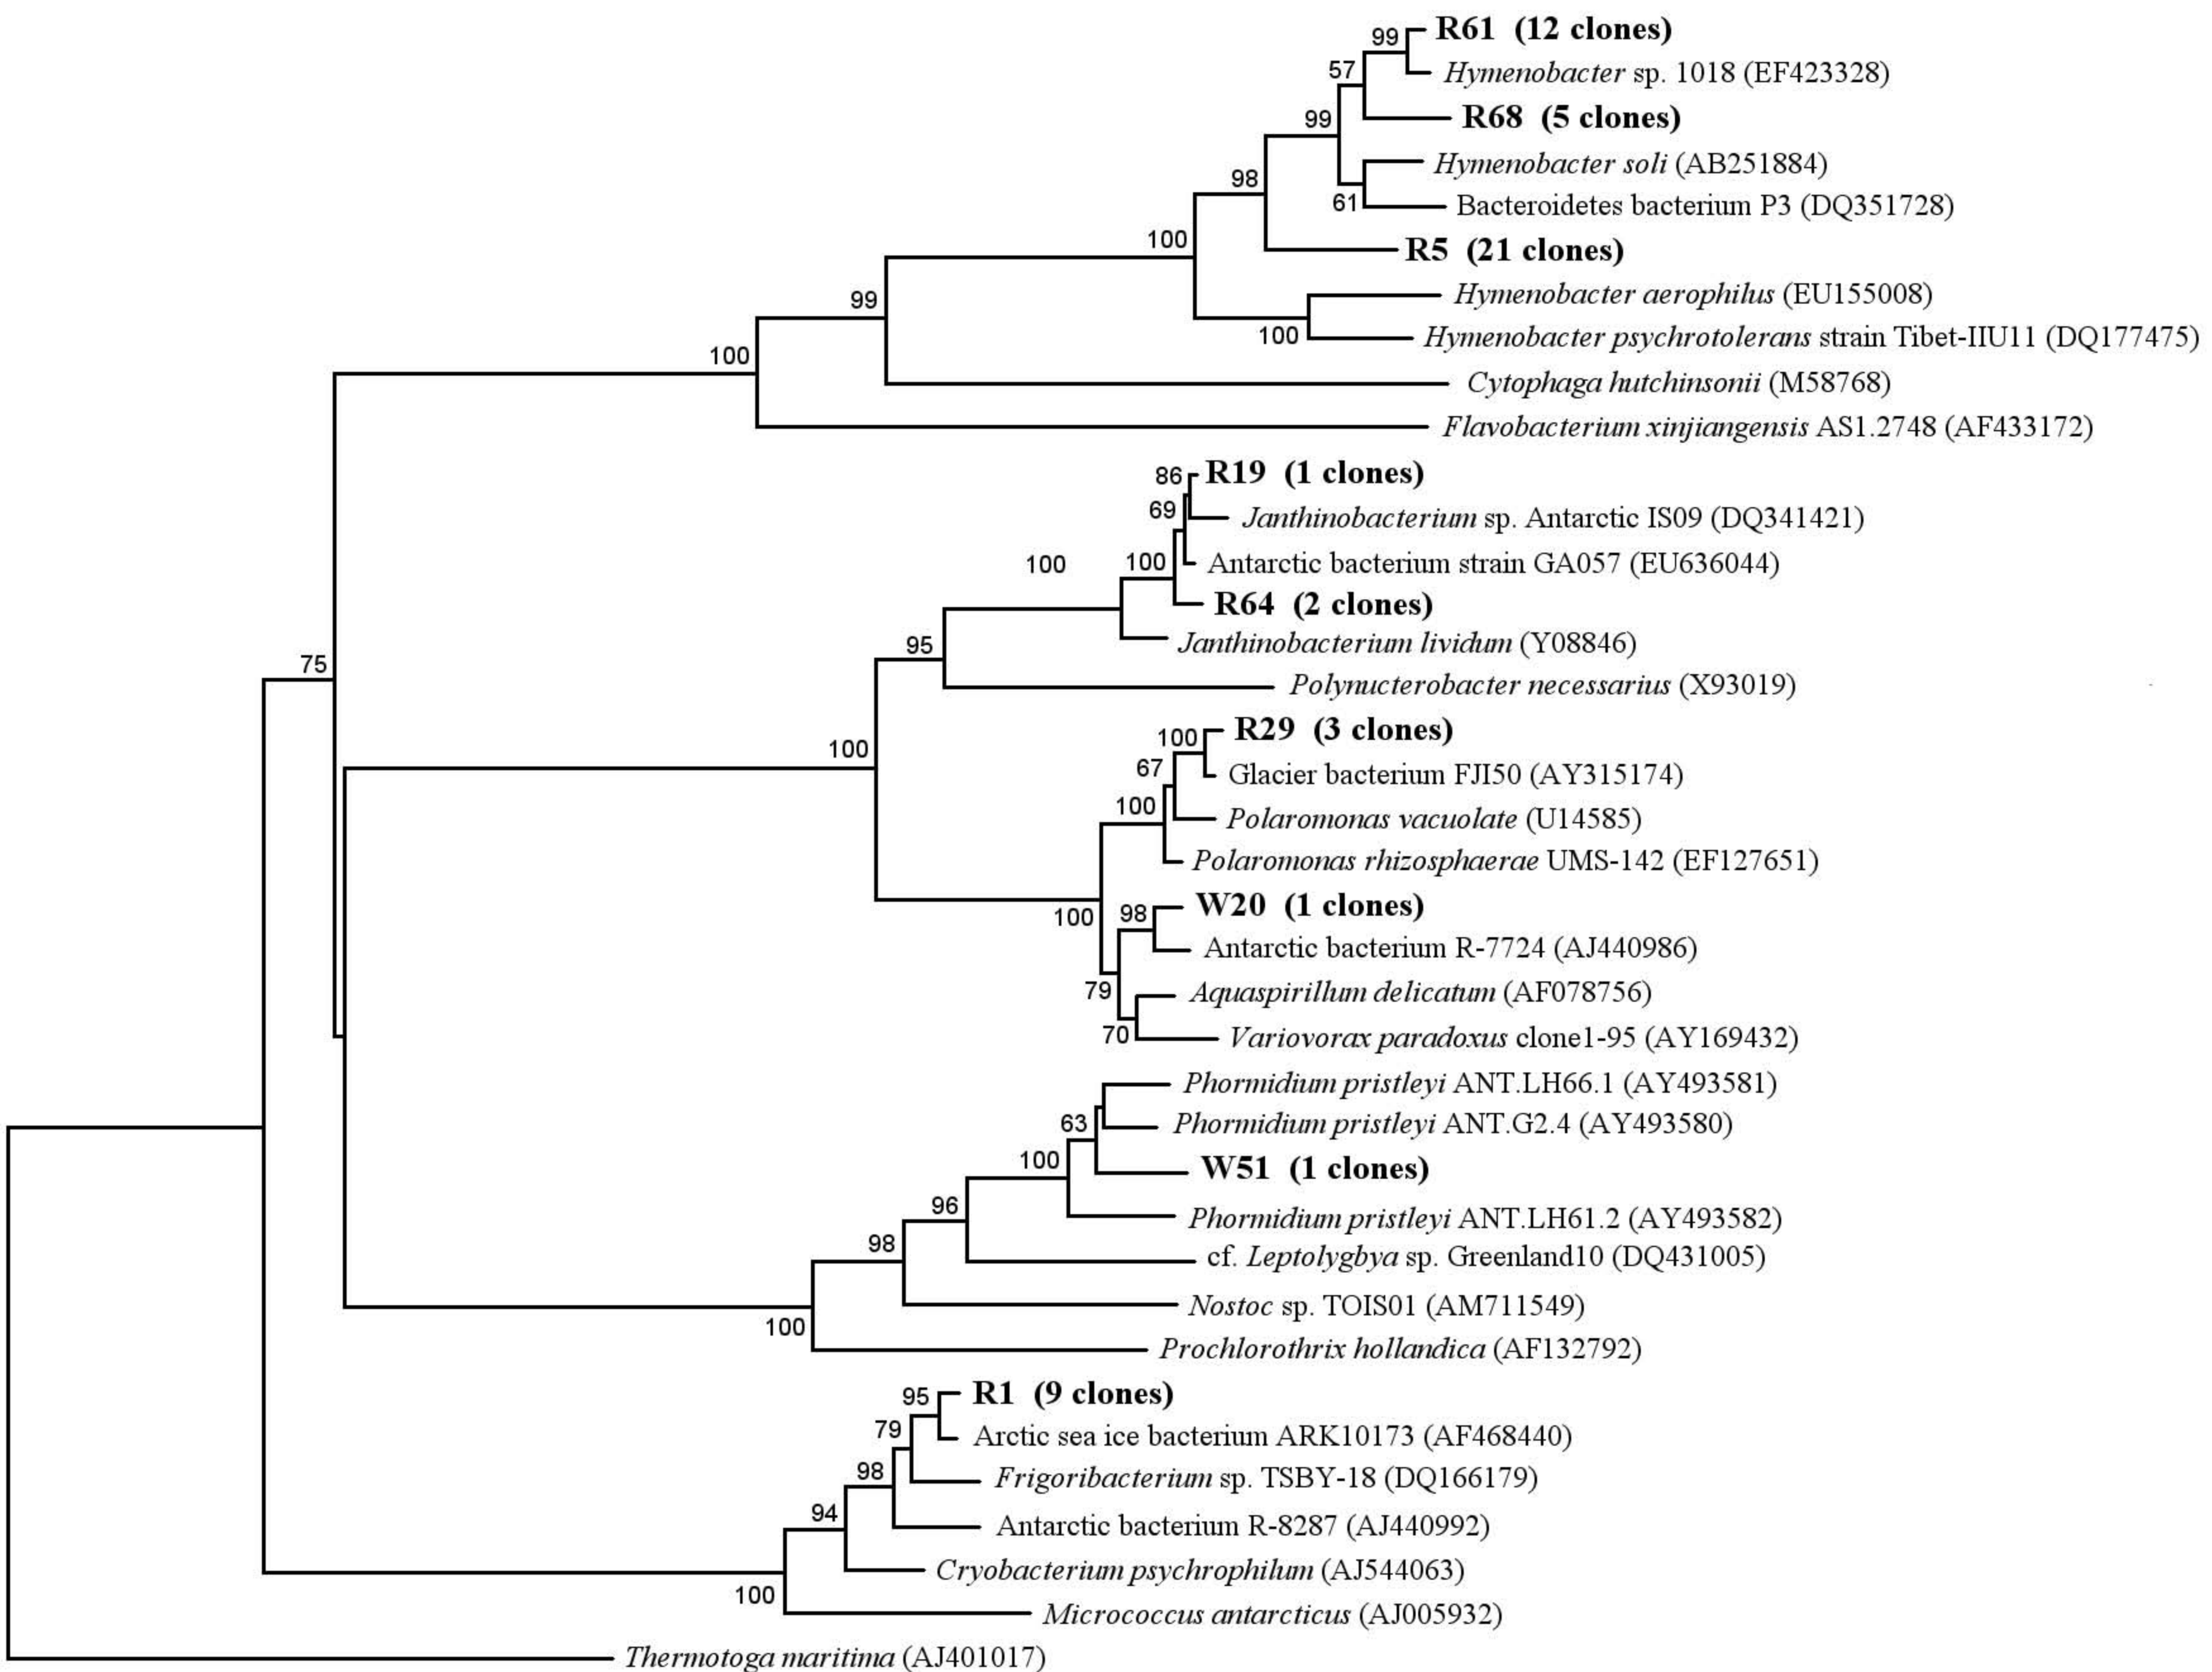 99 R61 (12 clones)
57 Hymenobacter sp. 1018 (EF423328)
99 R68 (5 clones)
Hymenobacter soli (AB251884)
98
61 Bacteroidetes bacterium P3 (DQ351728)
100 R5 (21 clones)
99 Hymenobacter aerophilus (EU155008)
100 Hymenobacter psychrotolerans strain Tibet-IIU11 (DQ177475)
100
Cytophaga hutchinsonii (M58768)
Flavobacterium xinjiangensis AS1.2748 (AF433172)
86 R19 (1 clones)
69 Janthinobacterium sp. Antarctic IS09 (DQ341421)
100 100 Antarctic bacterium strain GA057 (EU636044)
R64 (2 clones)
95 Janthinobacterium lividum (Y08846)
75
Polynucterobacter necessarius (X93019)
100 100 R29 (3 clones)
67 Glacier bacterium FJI50 (AY315174)
100 Polaromonas vacuolate (U14585)
Polaromonas rhizosphaerae UMS-142 (EF127651)
100 98 W20 (1 clones)
Antarctic bacterium R-7724 (AJ440986)
79 Aquaspirillum delicatum (AF078756)
70 Variovorax paradoxus clone1-95 (AY169432)
Phormidium pristleyi ANT.LH66.1 (AY493581)
63 Phormidium pristleyi ANT.G2.4 (AY493580)
100 W51 (1 clones)
96 Phormidium pristleyi ANT.LH61.2 (AY493582)
98 cf. Leptolygbya sp. Greenland10 (DQ431005)
Nostoc sp. TOIS01 (AM711549)
100 Prochlorothrix hollandica (AF132792)
95 R1 (9 clones)
79 Arctic sea ice bacterium ARK10173 (AF468440)
98 Frigoribacterium sp. TSBY-18 (DQ166179)
94 Antarctic bacterium R-8287 (AJ440992)
Cryobacterium psychrophilum (AJ544063)
100 Micrococcus antarcticus (AJ005932)
Thermotoga maritima (AJ401017)